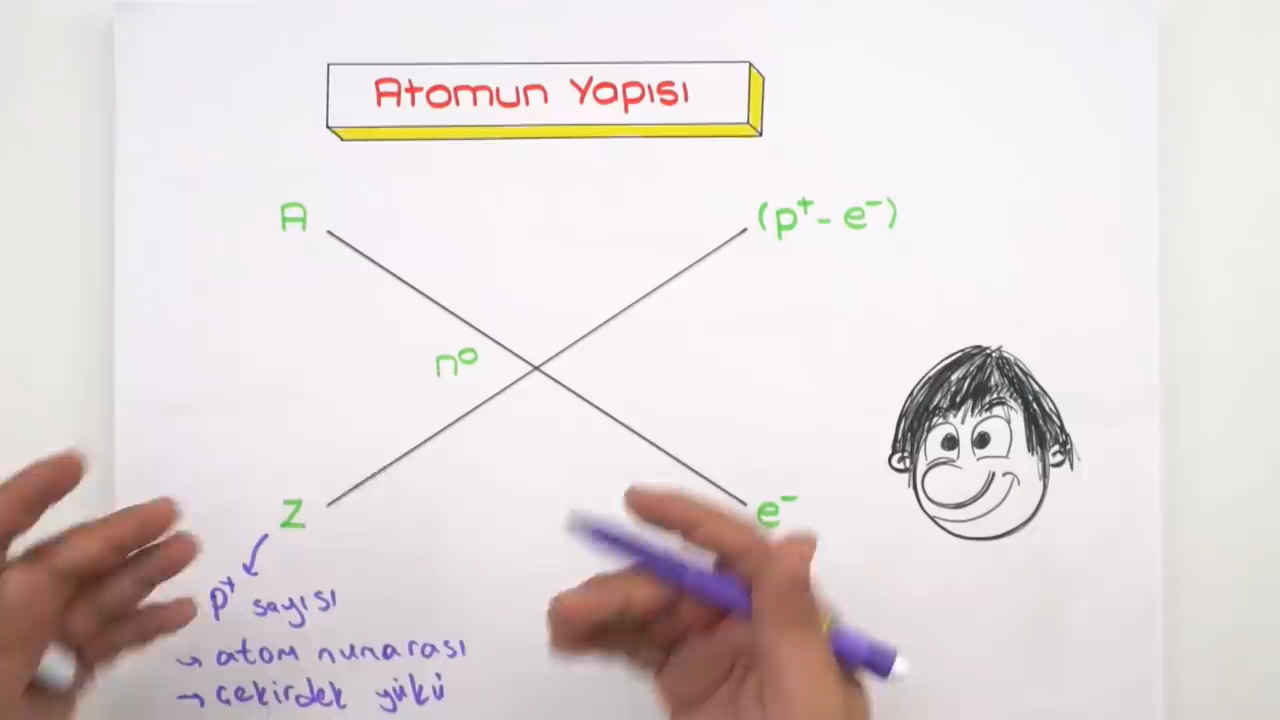 Atomun Yapısı
A (p⁺- e⁻)
n⁰
Z e⁻
p⁺ sayısı
→ atom numarası
→ çekirdek yükü